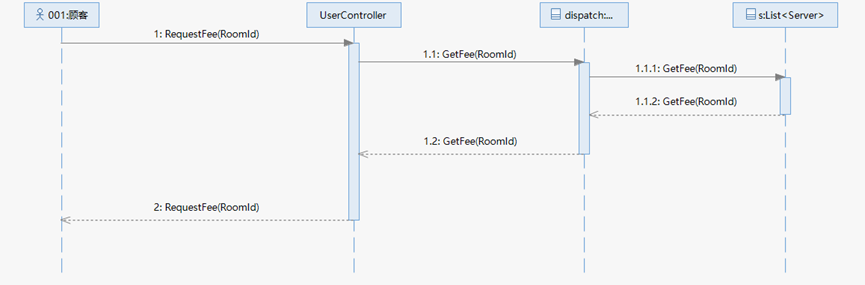 001:顾客
UserController
dispatch:...
s:List<Server>
1: RequestFee(RoomId)
1.1: GetFee(RoomId)
1.1.1: GetFee(RoomId)
1.1.2: GetFee(RoomId)
1.2: GetFee(RoomId)
2: RequestFee(RoomId)